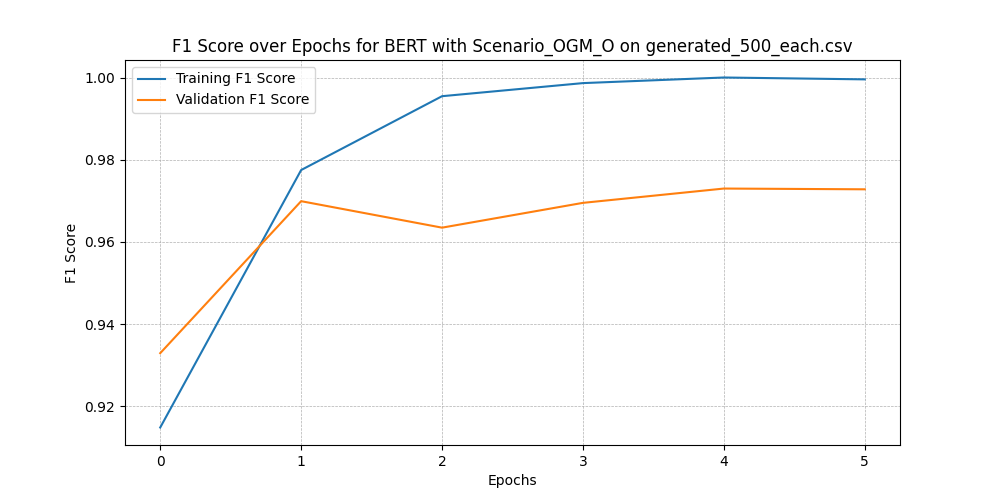 F1 Score over Epochs for BERT with Scenario_OGM_O on generated_500_each.csv
Training F1 Score
Validation F1 Score
1.00
0.98
0.96
0.94
0.92
F1 Score
0 1 2 3 4 5
Epochs